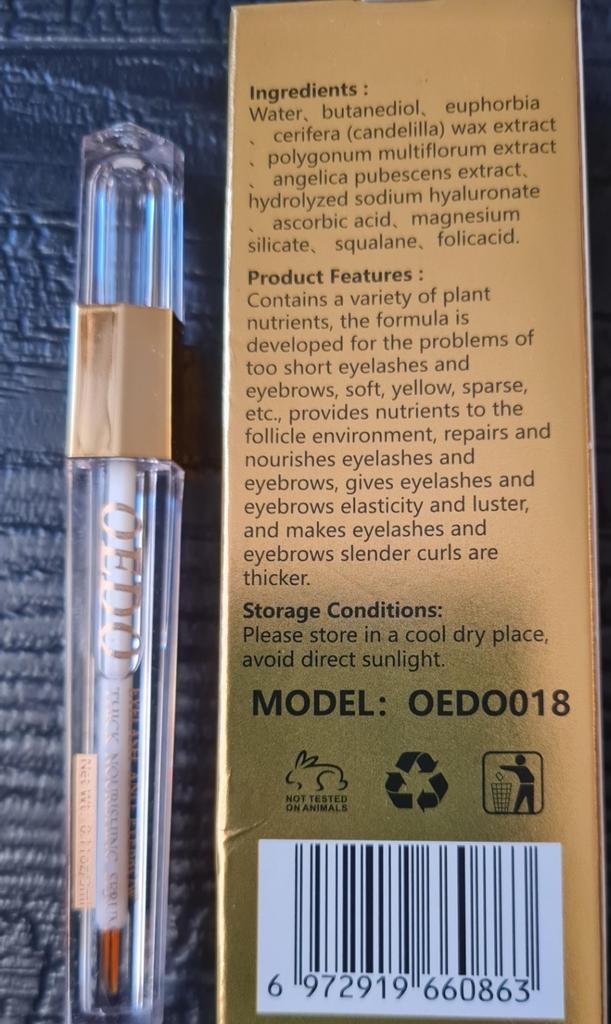 Ingredients :
Water、butanediol、 euphorbia
、 cerifera (candelilla) wax extract
、 polygonum multiflorum extract
、 angelica pubescens extract、
hydrolyzed sodium hyaluronate
、 ascorbic acid、magnesium
silicate、 squalane、folicacid.
Product Features :
Contains a variety of plant
nutrients, the formula is
developed for the problems of
too short eyelashes and
eyebrows, soft, yellow, sparse,
etc., provides nutrients to the
follicle environment, repairs and
nourishes eyelashes and
eyebrows, gives eyelashes and
eyebrows elasticity and luster,
and makes eyelashes and
eyebrows slender curls are
thicker.
Storage Conditions:
Please store in a cool dry place,
avoid direct sunlight.
MODEL: OEDO018
NOT TESTED
ON ANIMALS
6 972919 660863
OEDO
THICK NOURISHING SERUM
Net Wt 0.1oz/3ml